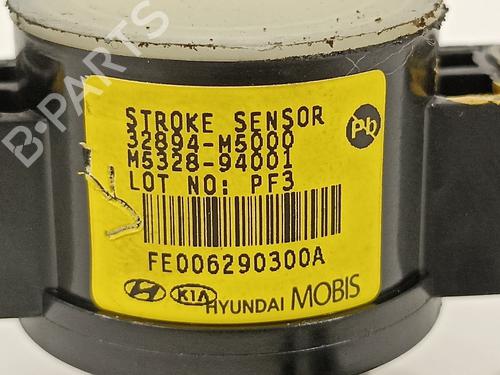 STROKE SENSOR
Pb
32894-M5000
M5328-94001
LOT NO: PF3
FE006290300A
KIA HYUNDAI MOBIS
B-PARTS